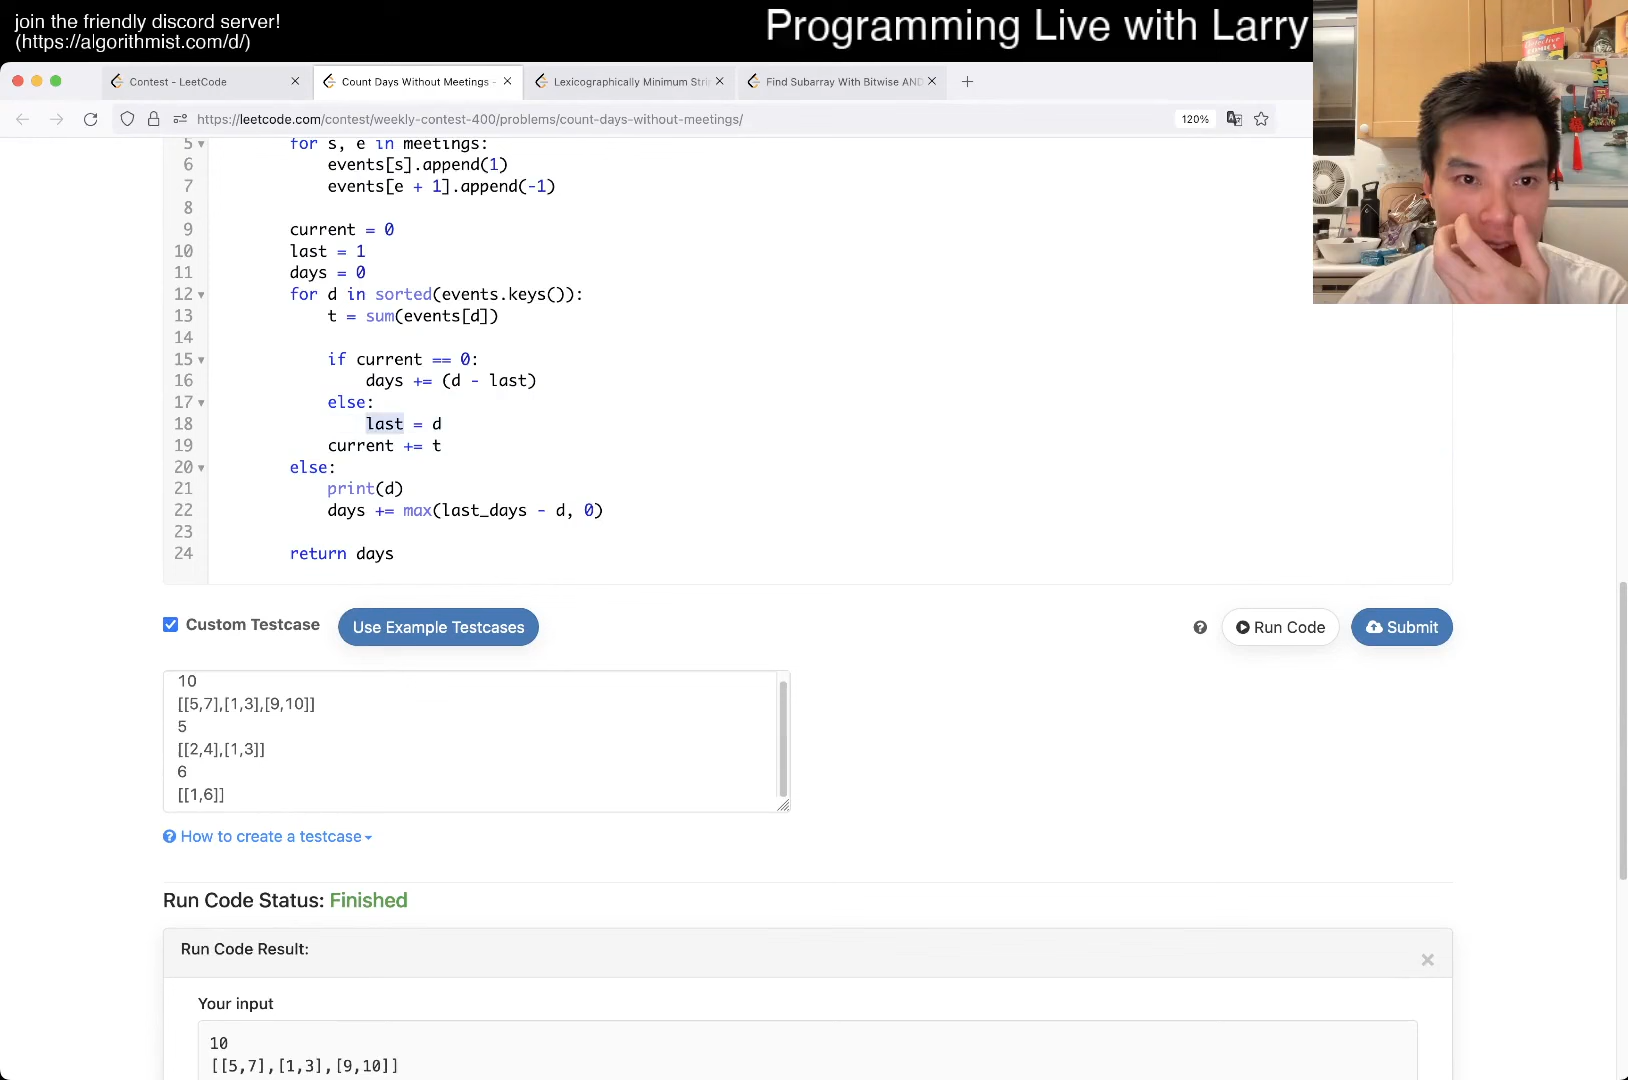 join the friendly discord server!
(https://algorithmist.com/d/)
Programming Live with Larry
Contest - LeetCode
Count Days Without Meetings -
Lexicographically Minimum Stri
Find Subarray With Bitwise AND
https://leetcode.com/contest/weekly-contest-400/problems/count-days-without-meetings/
120%
5 for s, e in meetings:
6 events[s].append(1)
7 events[e + 1].append(-1)
8
9 current = 0
10 last = 1
11 days = 0
12 for d in sorted(events.keys()):
13 t = sum(events[d])
14
15 if current == 0:
16 days += (d - last)
17 else:
18 last = d
19 current += t
20 else:
21 print(d)
22 days += max(last_days - d, 0)
23
24 return days
Custom Testcase
Use Example Testcases
Run Code
Submit
10
[[5,7],[1,3],[9,10]]
5
[[2,4],[1,3]]
6
[[1,6]]
How to create a testcase
Run Code Status: Finished
Run Code Result:
Your input
10
[[5,7],[1,3],[9,10]]